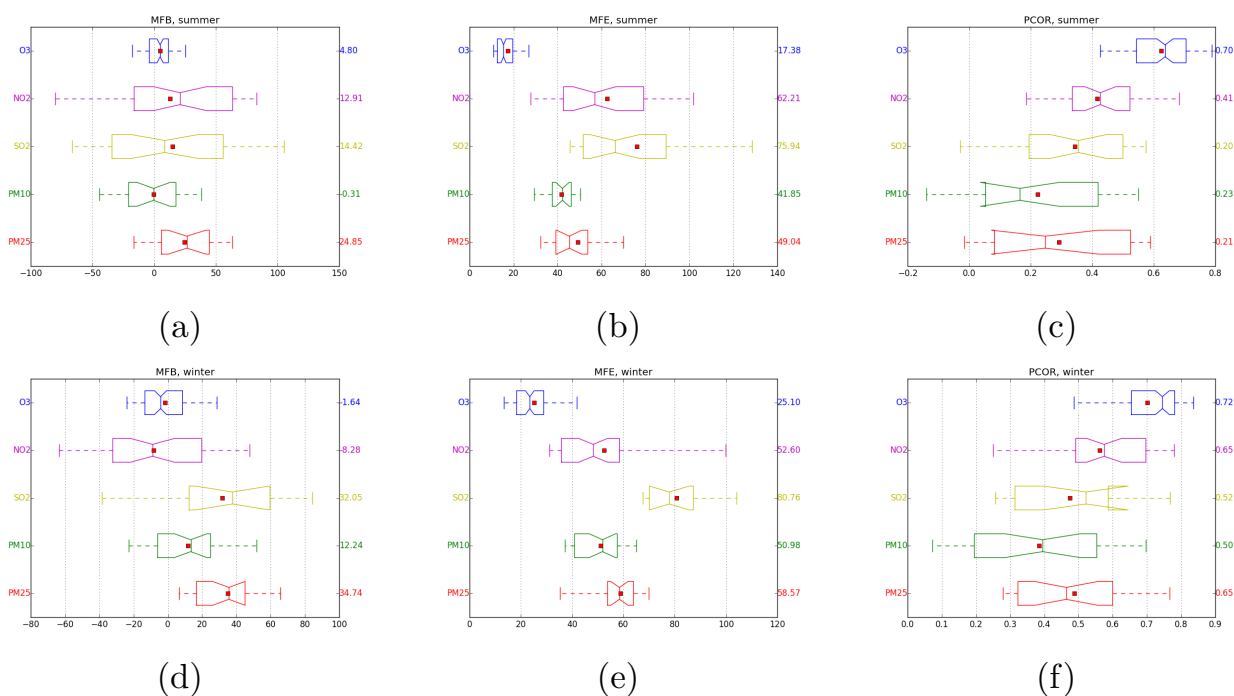 MFB, summer
O3 4.80
NO2 12.91
SO2 14.42
PM10 -0.31
PM25 24.85
−100 −50 0 50 100 150
(a)
MFE, summer
O3 17.38
NO2 62.21
SO2 75.94
PM10 41.85
PM25 49.04
0 20 40 60 80 100 120 140
(b)
PCOR, summer
O3 0.70
NO2 0.41
SO2 0.20
PM10 0.23
PM25 0.21
−0.2 0.0 0.2 0.4 0.6 0.8
(c)
MFB, winter
O3 -1.64
NO2 -8.28
SO2 32.05
PM10 12.24
PM25 34.74
−80 −60 −40 −20 0 20 40 60 80 100
(d)
MFE, winter
O3 25.10
NO2 52.60
SO2 80.76
PM10 50.98
PM25 58.57
0 20 40 60 80 100 120
(e)
PCOR, winter
O3 0.72
NO2 0.65
SO2 0.52
PM10 0.50
PM25 0.65
0.0 0.1 0.2 0.3 0.4 0.5 0.6 0.7 0.8 0.9
(f)